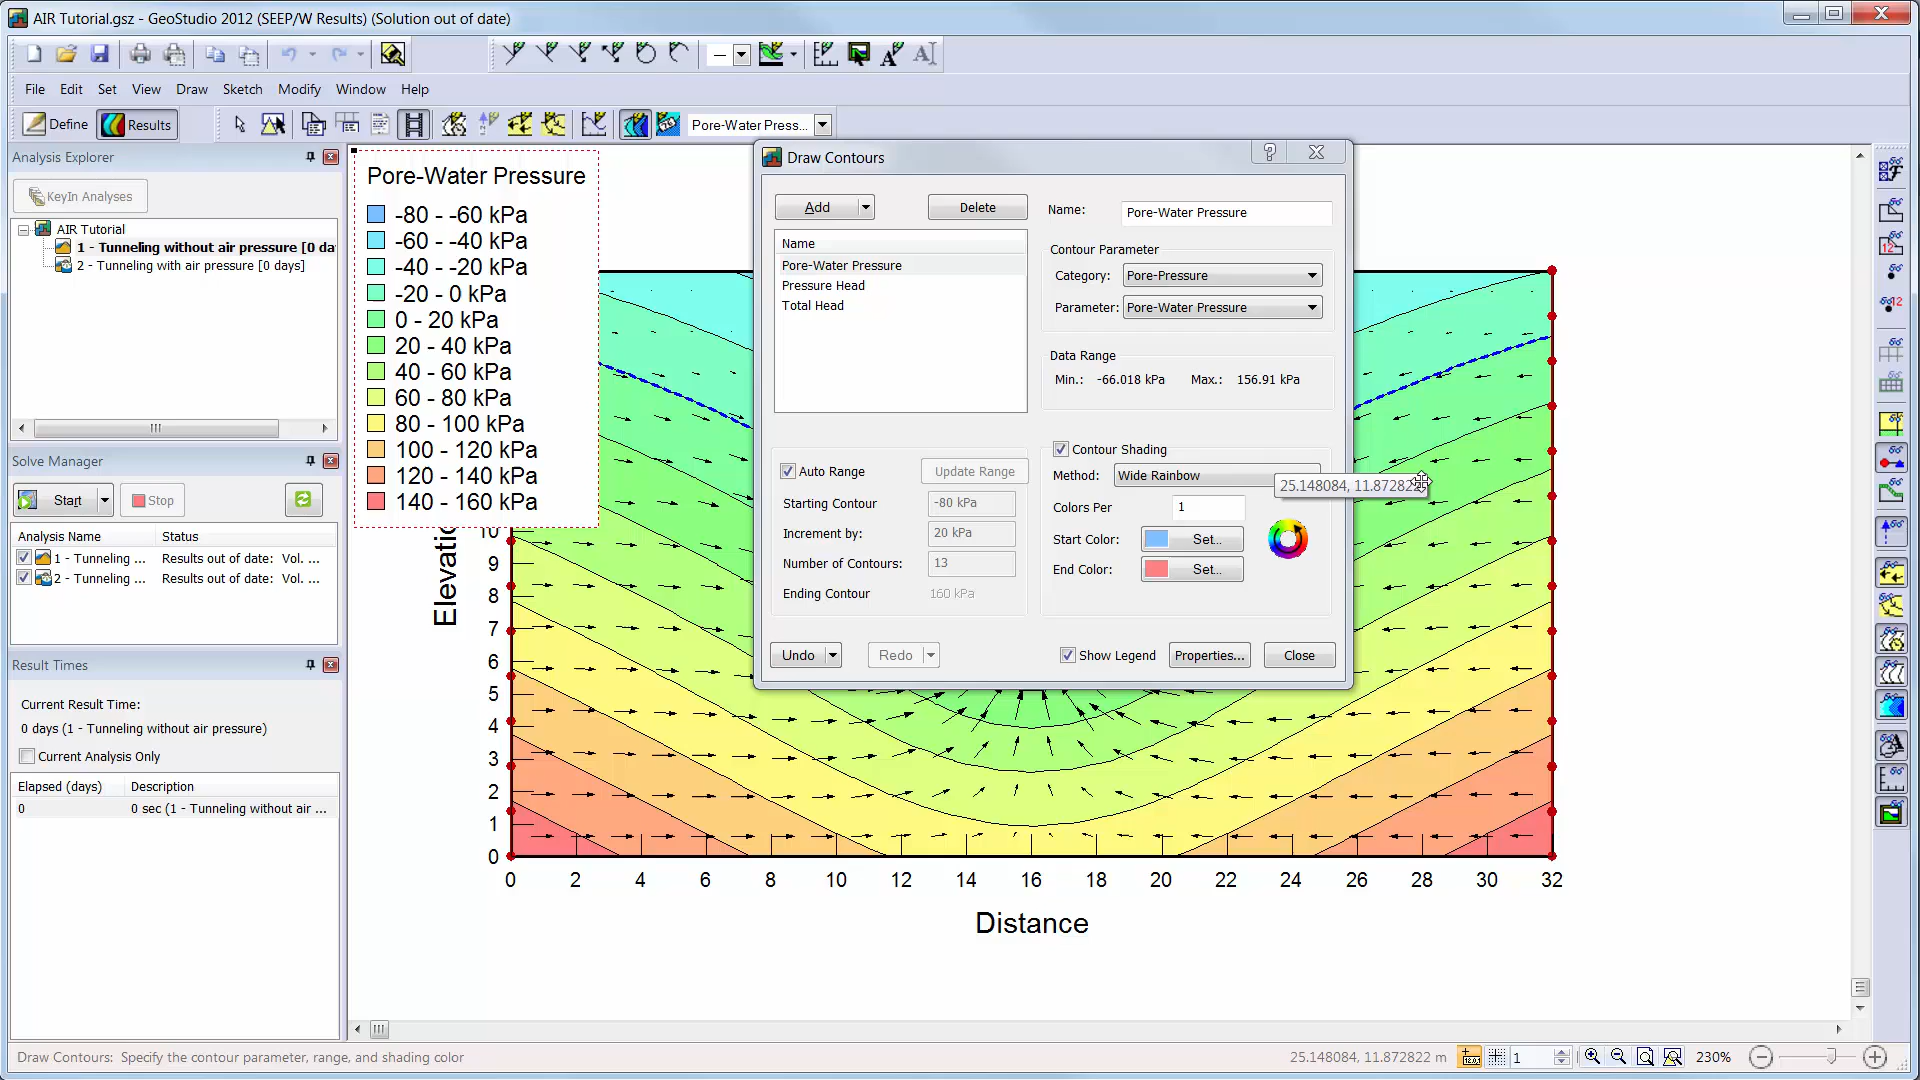 AIR Tutorial.gsz - GeoStudio 2012 (SEEP/W Results) (Solution out of date)
File Edit Set View Draw Sketch Modify Window Help
Define Results Pore-Water Press...
Analysis Explorer
KeyIn Analyses
AIR Tutorial
1 - Tunneling without air pressure [0 da
2 - Tunneling with air pressure [0 days]
Solve Manager
Start Stop
Analysis Name Status
1 - Tunneling ... Results out of date: Vol. ...
2 - Tunneling ... Results out of date: Vol. ...
Result Times
Current Result Time:
0 days (1 - Tunneling without air pressure)
Current Analysis Only
Elapsed (days) Description
0 0 sec (1 - Tunneling without air ...
Pore-Water Pressure
-80 - -60 kPa
-60 - -40 kPa
-40 - -20 kPa
-20 - 0 kPa
0 - 20 kPa
20 - 40 kPa
40 - 60 kPa
60 - 80 kPa
80 - 100 kPa
100 - 120 kPa
120 - 140 kPa
140 - 160 kPa
Draw Contours
Add Delete
Name
Pore-Water Pressure
Pressure Head
Total Head
Name: Pore-Water Pressure
Contour Parameter
Category: Pore-Pressure
Parameter: Pore-Water Pressure
Data Range
Min.: -66.018 kPa Max.: 156.91 kPa
Auto Range Update Range
Starting Contour -80 kPa
Increment by: 20 kPa
Number of Contours: 13
Ending Contour 160 kPa
Contour Shading
Method: Wide Rainbow
25.148084, 11.872822
Colors Per 1
Start Color: Set...
End Color: Set...
Undo Redo Show Legend Properties... Close
Elevatio
10
9
8
7
6
5
4
3
2
1
0
0 2 4 6 8 10 12 14 16 18 20 22 24 26 28 30 32
Distance
Draw Contours: Specify the contour parameter, range, and shading color
25.148084, 11.872822 m 1 230%